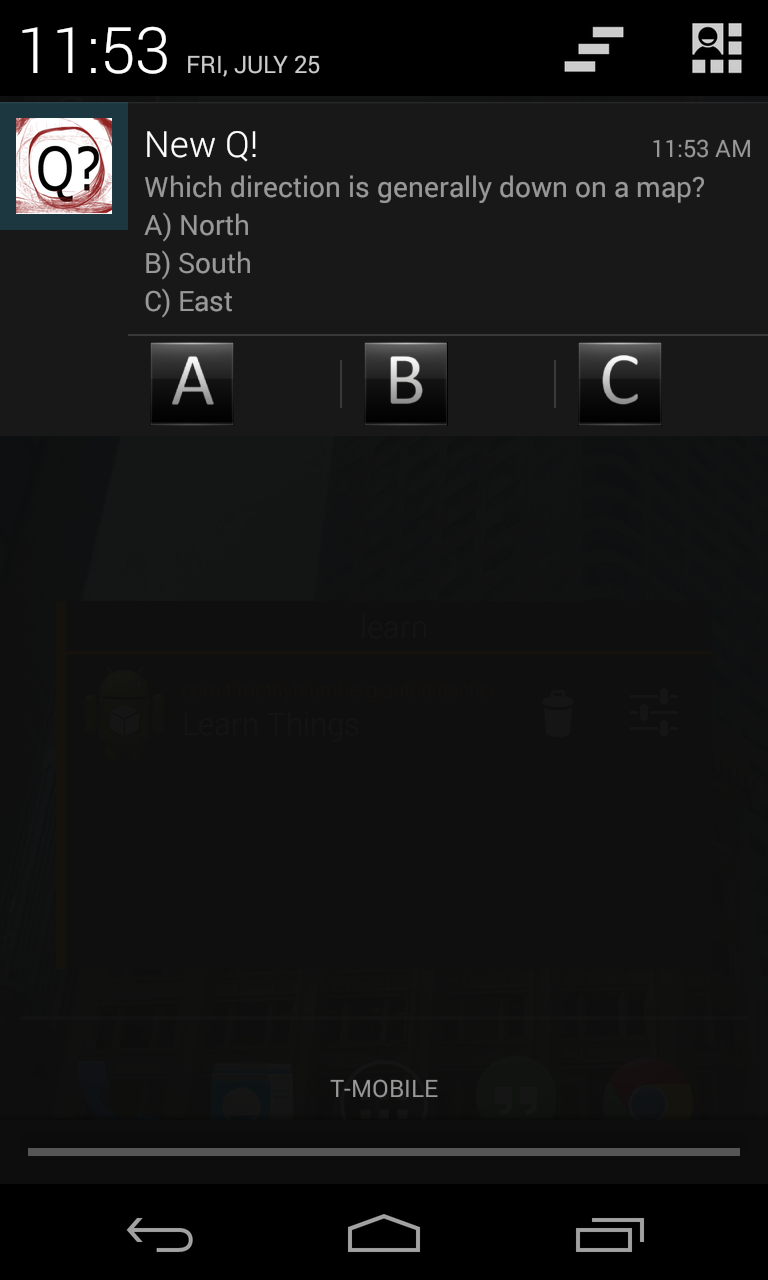 11:53 FRI, JULY 25
Q?
New Q!
11:53 AM
Which direction is generally down on a map?
A) North
B) South
C) East
A B C
learn
Learn Things
T-MOBILE